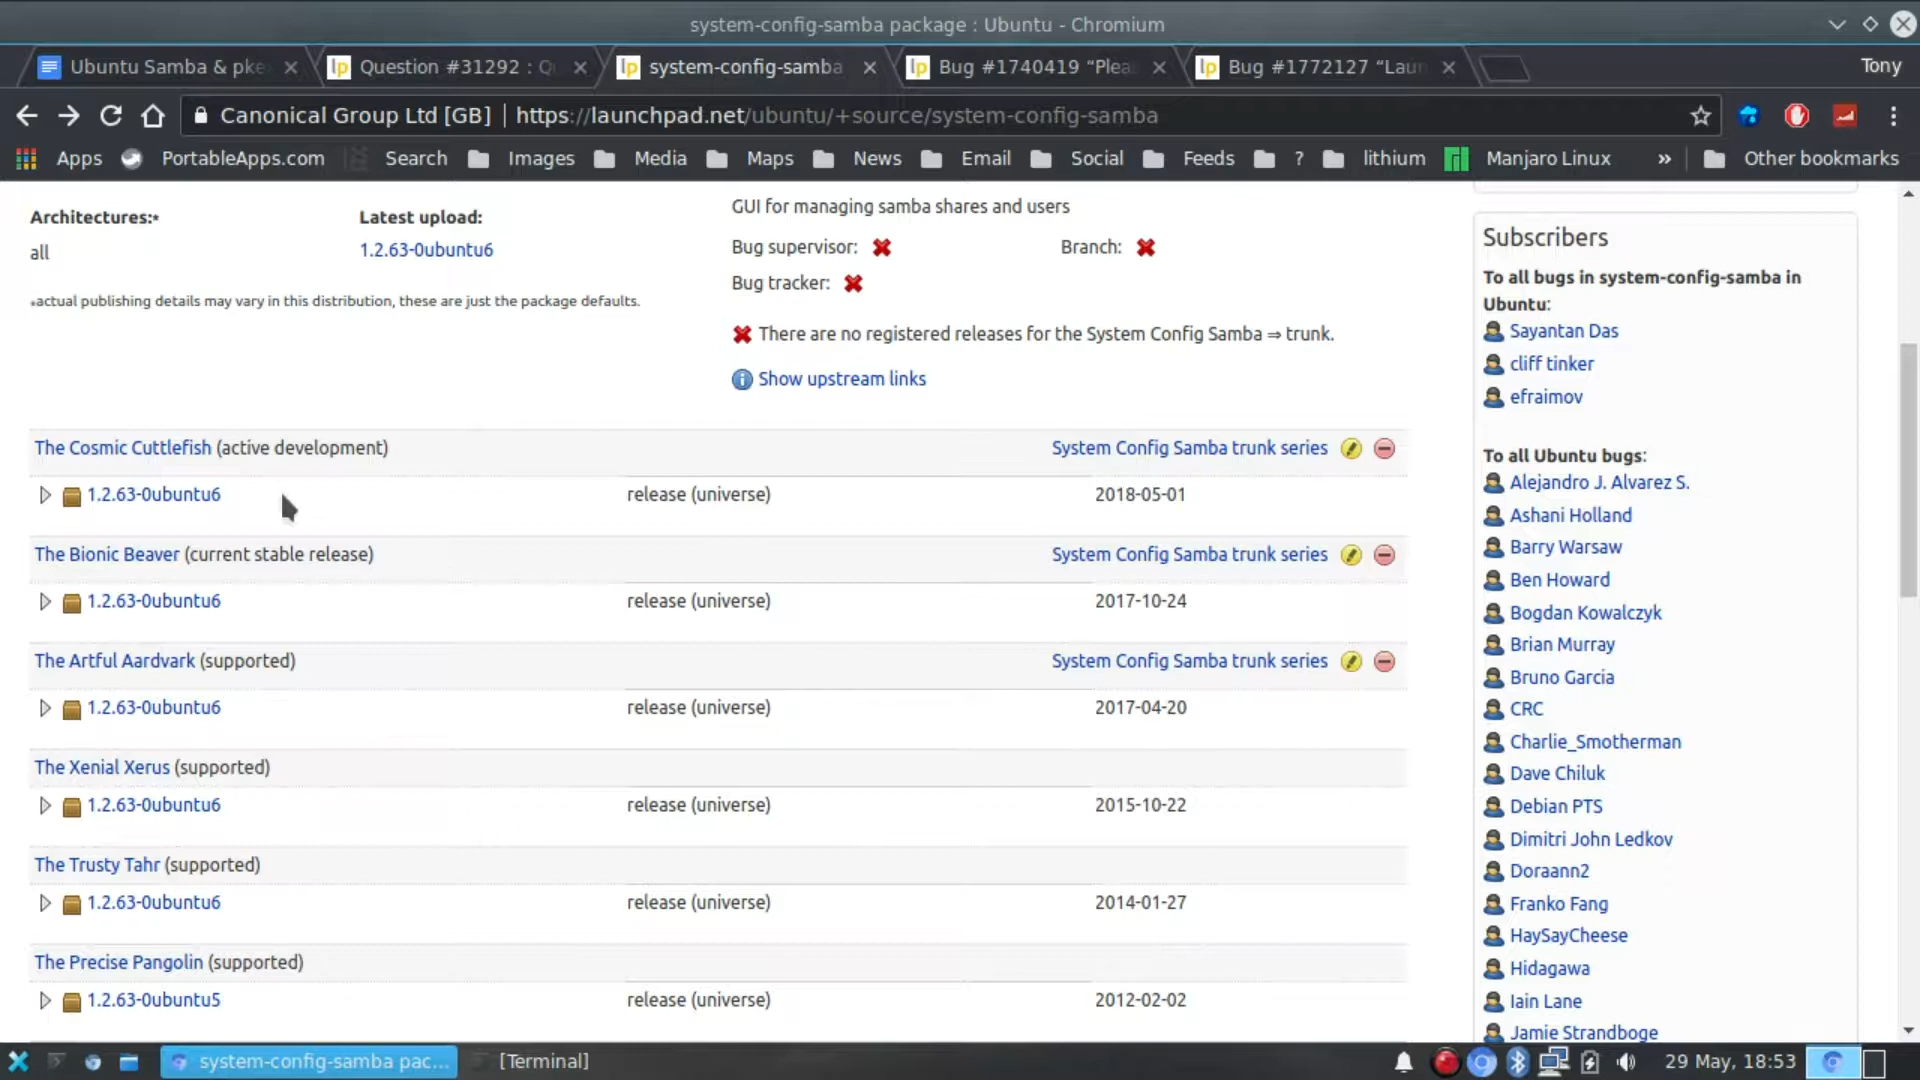 system-config-samba package : Ubuntu - Chromium
Ubuntu Samba & pke
Question #31292 : Q
system-config-samba
Bug #1740419 “Plea
Bug #1772127 “Laun
Tony
Canonical Group Ltd [GB] | https://launchpad.net/ubuntu/+source/system-config-samba
Apps PortableApps.com Search Images Media Maps News Email Social Feeds ? lithium Manjaro Linux » Other bookmarks
Architectures:* Latest upload:
all 1.2.63-0ubuntu6
*actual publishing details may vary in this distribution, these are just the package defaults.
GUI for managing samba shares and users
Bug supervisor: Branch:
Bug tracker:
There are no registered releases for the System Config Samba ⇒ trunk.
Show upstream links
The Cosmic Cuttlefish (active development) System Config Samba trunk series
1.2.63-0ubuntu6 release (universe) 2018-05-01
The Bionic Beaver (current stable release) System Config Samba trunk series
1.2.63-0ubuntu6 release (universe) 2017-10-24
The Artful Aardvark (supported) System Config Samba trunk series
1.2.63-0ubuntu6 release (universe) 2017-04-20
The Xenial Xerus (supported)
1.2.63-0ubuntu6 release (universe) 2015-10-22
The Trusty Tahr (supported)
1.2.63-0ubuntu6 release (universe) 2014-01-27
The Precise Pangolin (supported)
1.2.63-0ubuntu5 release (universe) 2012-02-02
Subscribers
To all bugs in system-config-samba in
Ubuntu:
Sayantan Das
cliff tinker
efraimov
To all Ubuntu bugs:
Alejandro J. Alvarez S.
Ashani Holland
Barry Warsaw
Ben Howard
Bogdan Kowalczyk
Brian Murray
Bruno Garcia
CRC
Charlie_Smotherman
Dave Chiluk
Debian PTS
Dimitri John Ledkov
Doraann2
Franko Fang
HaySayCheese
Hidagawa
Iain Lane
Jamie Strandboge
system-config-samba pac...
[Terminal]
29 May, 18:53